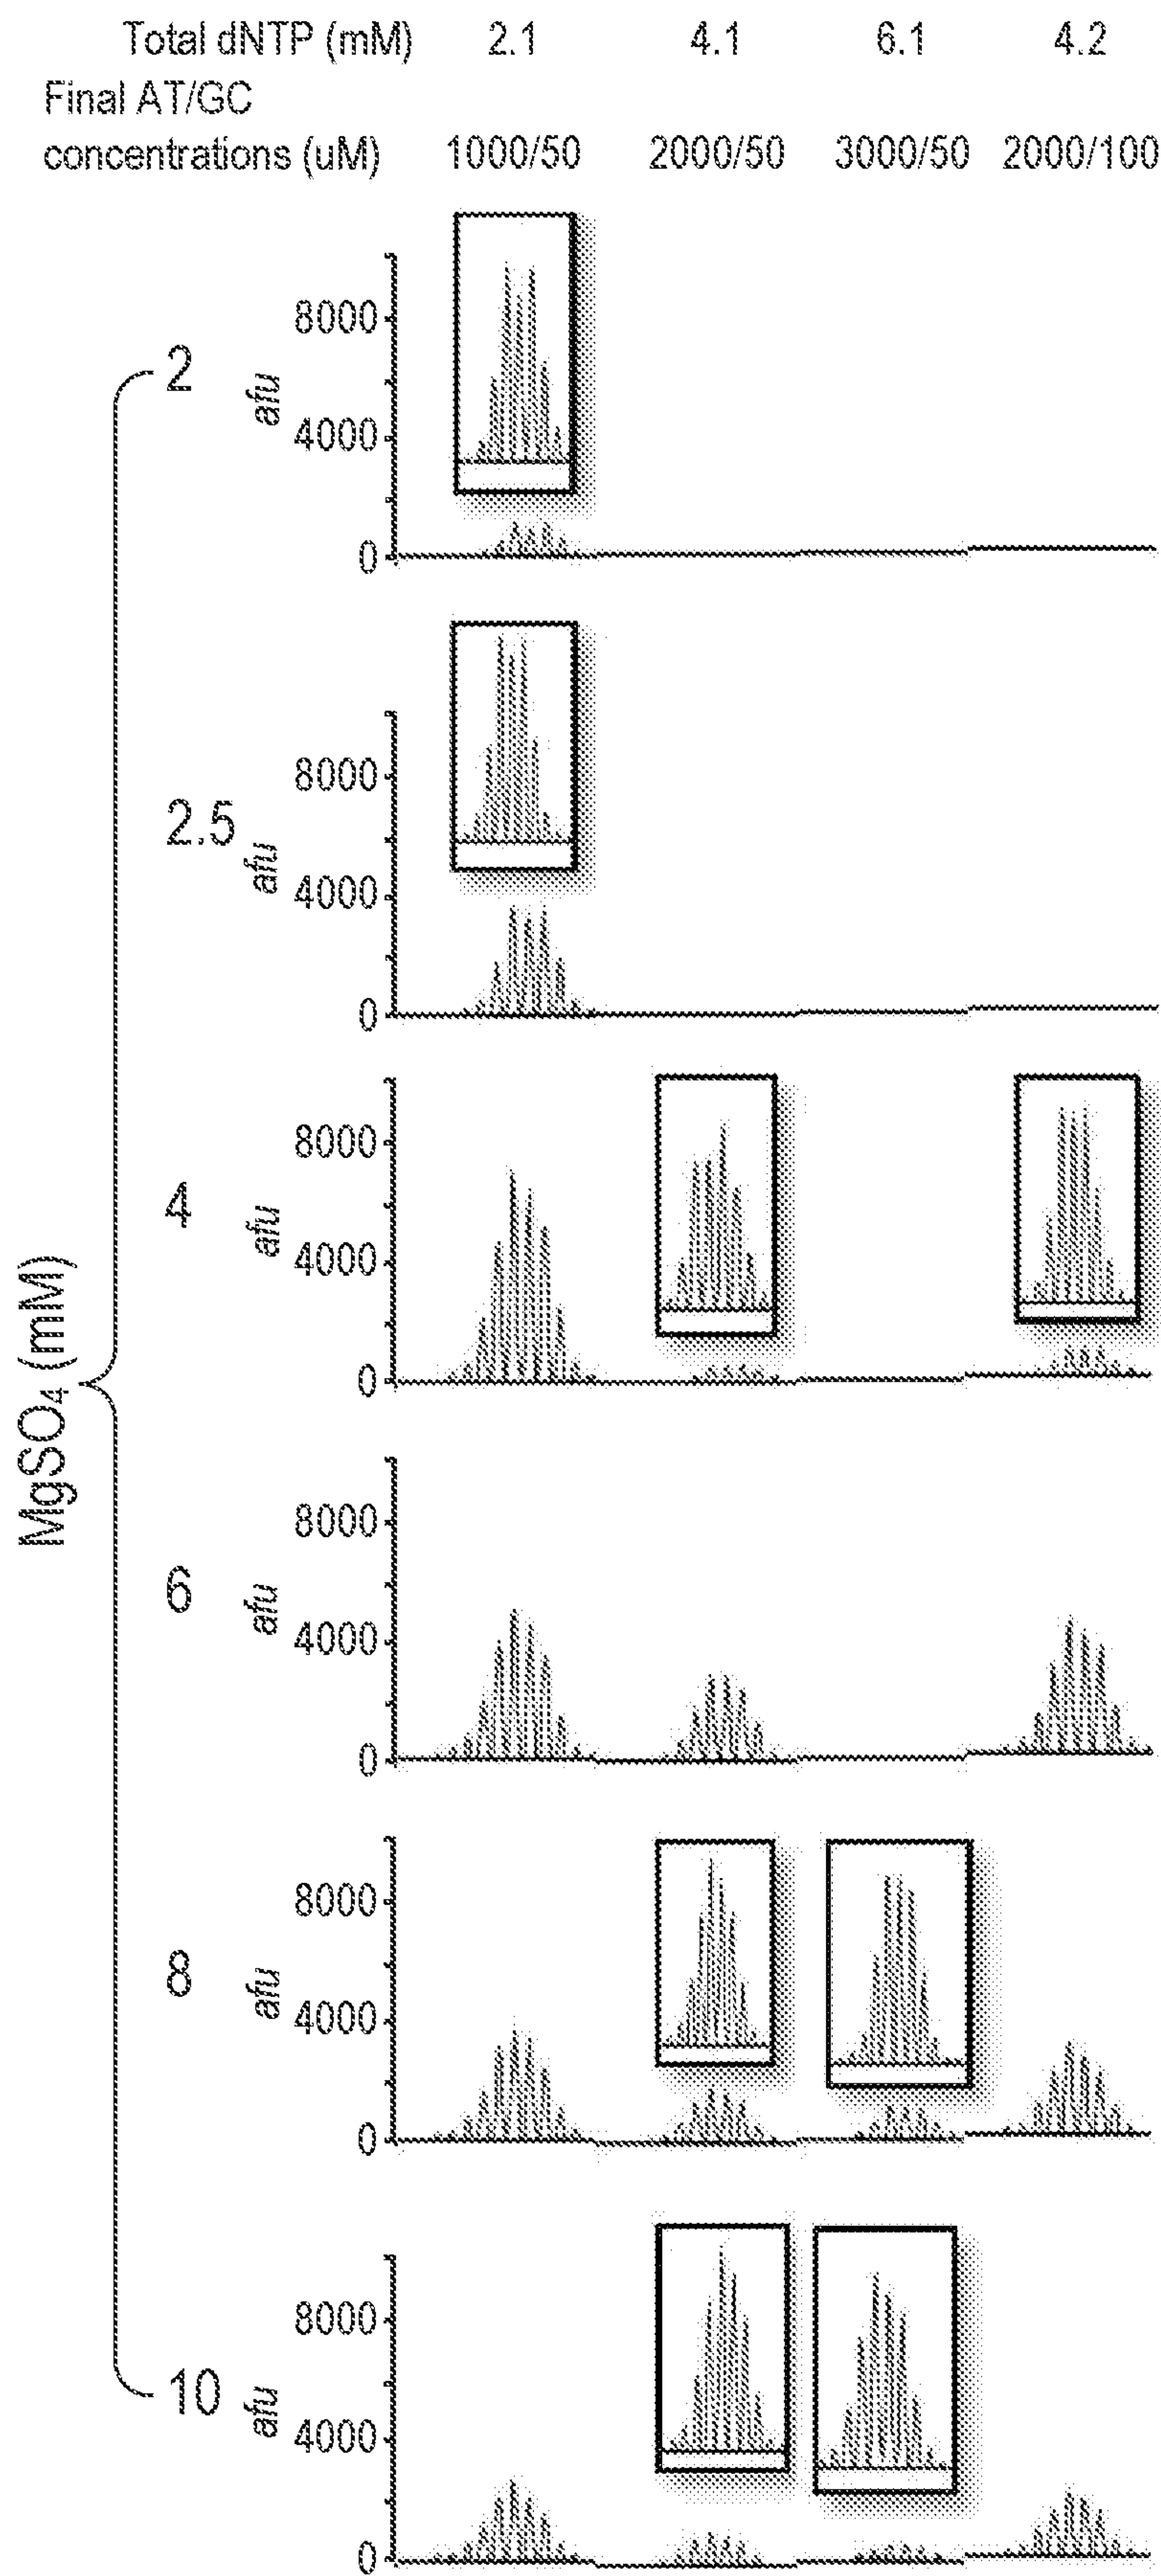 Total dNTP (mM) 2.1 4.1 6.1 4.2
Final AT/GC
concentrations (uM) 1000/50 2000/50 3000/50 2000/100
8000
2
afu
4000
0
8000
2.5
afu
4000
0
8000
4
afu
4000
0
MgSO₄ (mM)
8000
6
afu
4000
0
8000
8
afu
4000
0
8000
10
afu
4000
0